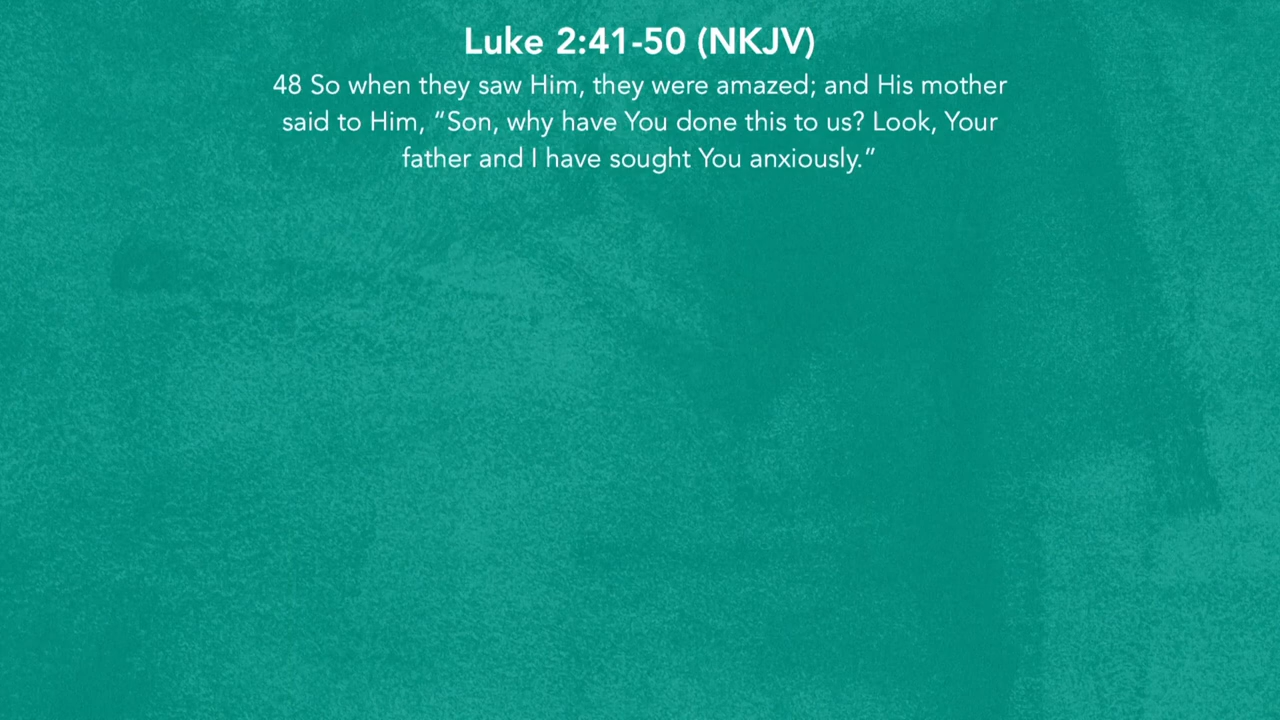 Luke 2:41-50 (NKJV)
48 So when they saw Him, they were amazed; and His mother
said to Him, “Son, why have You done this to us? Look, Your
father and I have sought You anxiously.”